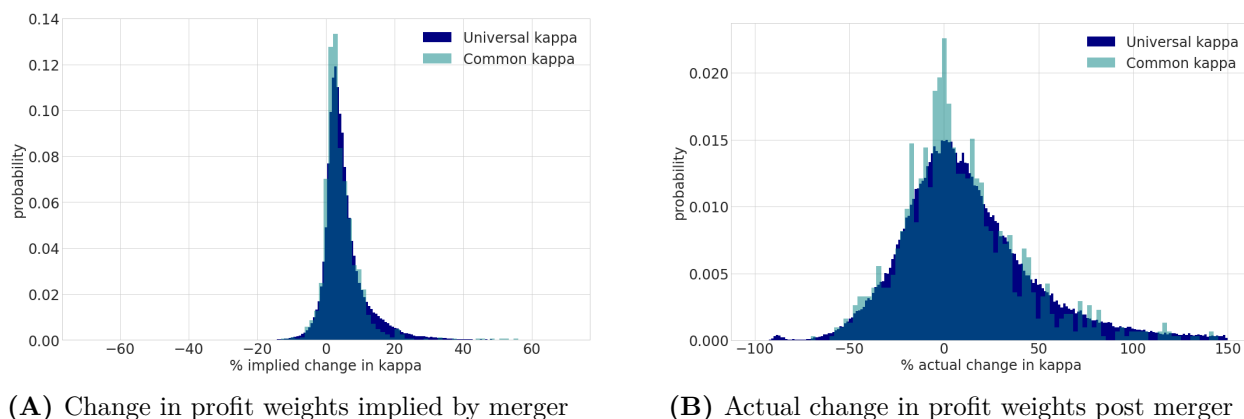 0.14
0.12
0.10
0.08
0.06
0.04
0.02
0.00
probability
−60
−40
−20
0
20
40
60
% implied change in kappa
Universal kappa
Common kappa
(A) Change in profit weights implied by merger
0.020
0.015
0.010
0.005
0.000
probability
−100
−50
0
50
100
150
% actual change in kappa
Universal kappa
Common kappa
(B) Actual change in profit weights post merger